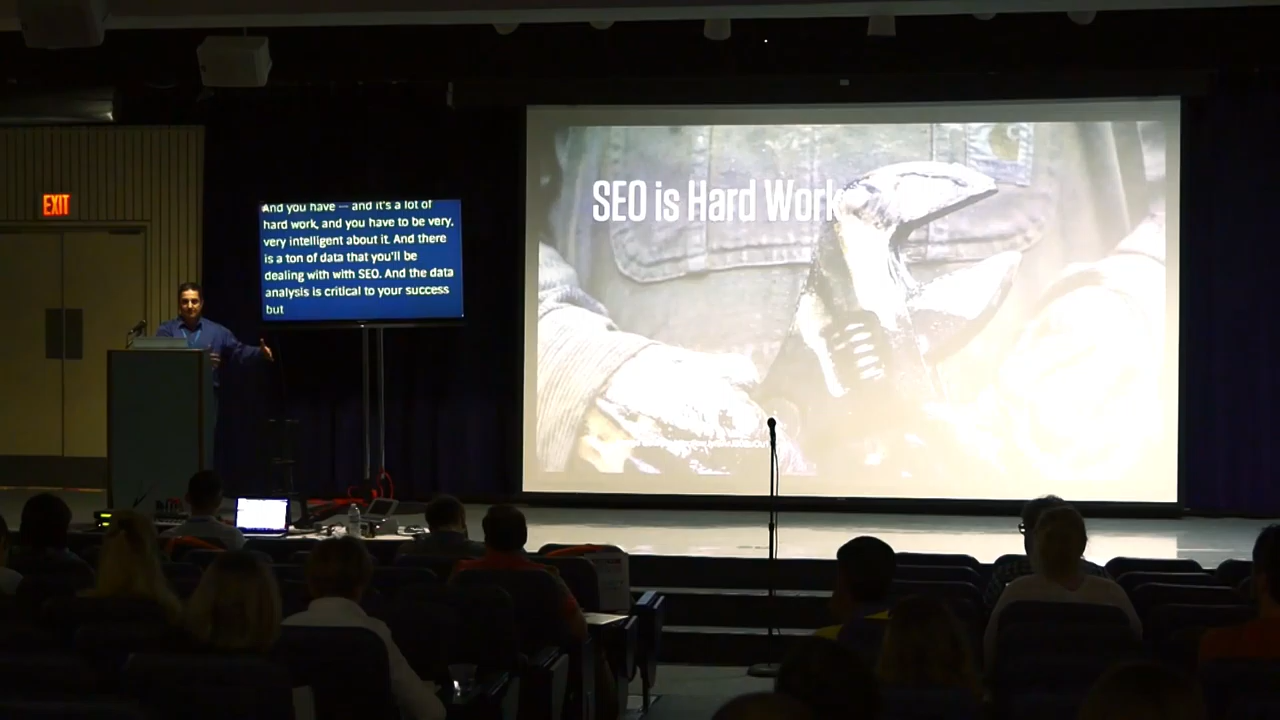 EXIT
And you have — and it's a lot of
hard work, and you have to be very,
very intelligent about it. And there
is a ton of data that you'll be
dealing with with SEO. And the data
analysis is critical to your success
but
SEO is Hard Work